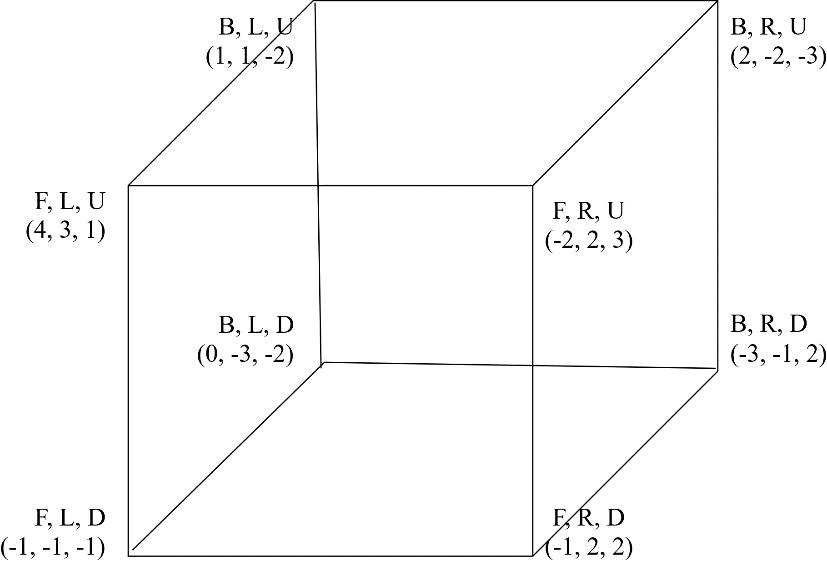 B, L, U
(1, 1, -2)
B, R, U
(2, -2, -3)
F, L, U
(4, 3, 1)
F, R, U
(-2, 2, 3)
B, L, D
(0, -3, -2)
B, R, D
(-3, -1, 2)
F, L, D
(-1, -1, -1)
F, R, D
(-1, 2, 2)